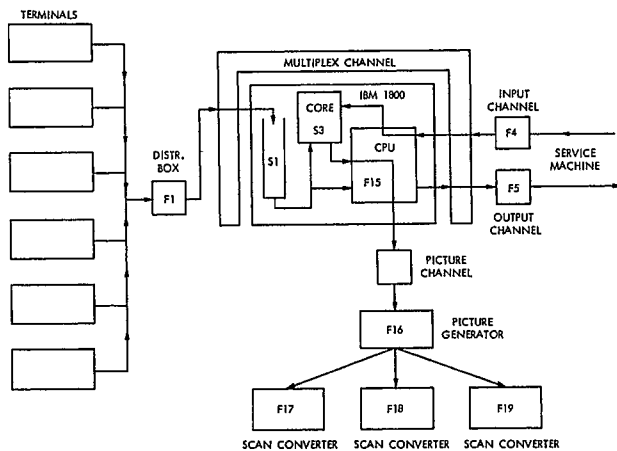 TERMINALS
MULTIPLEX CHANNEL
IBM 1800
CORE
S3
INPUT
CHANNEL
F4
CPU
DISTR.
BOX
F1
S1
F15
SERVICE
MACHINE
F5
OUTPUT
CHANNEL
PICTURE
CHANNEL
F16
PICTURE
GENERATOR
F17
F18
F19
SCAN CONVERTER
SCAN CONVERTER
SCAN CONVERTER